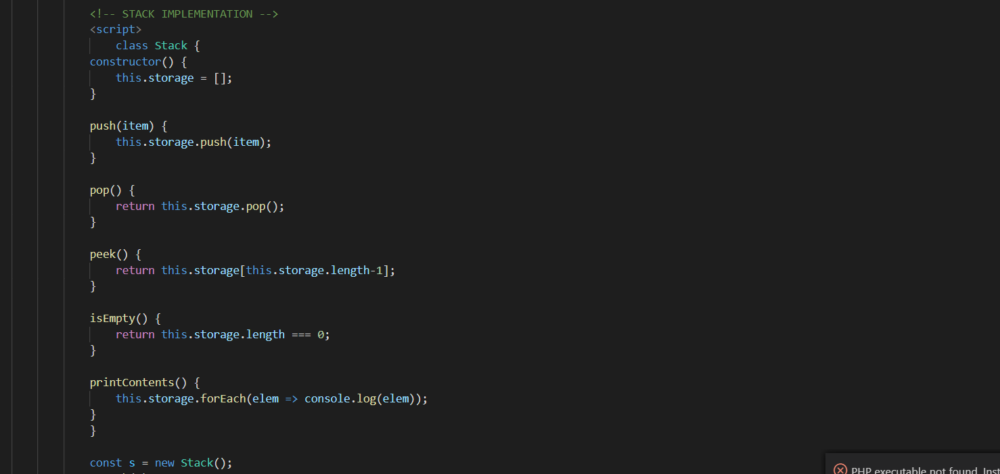 <!-- STACK IMPLEMENTATION -->
<script>
class Stack {
constructor() {
this.storage = [];
}
push(item) {
this.storage.push(item);
}
pop() {
return this.storage.pop();
}
peek() {
return this.storage[this.storage.length-1];
}
isEmpty() {
return this.storage.length === 0;
}
printContents() {
this.storage.forEach(elem => console.log(elem));
}
}
const s = new Stack();
PHP executable not found. Inst